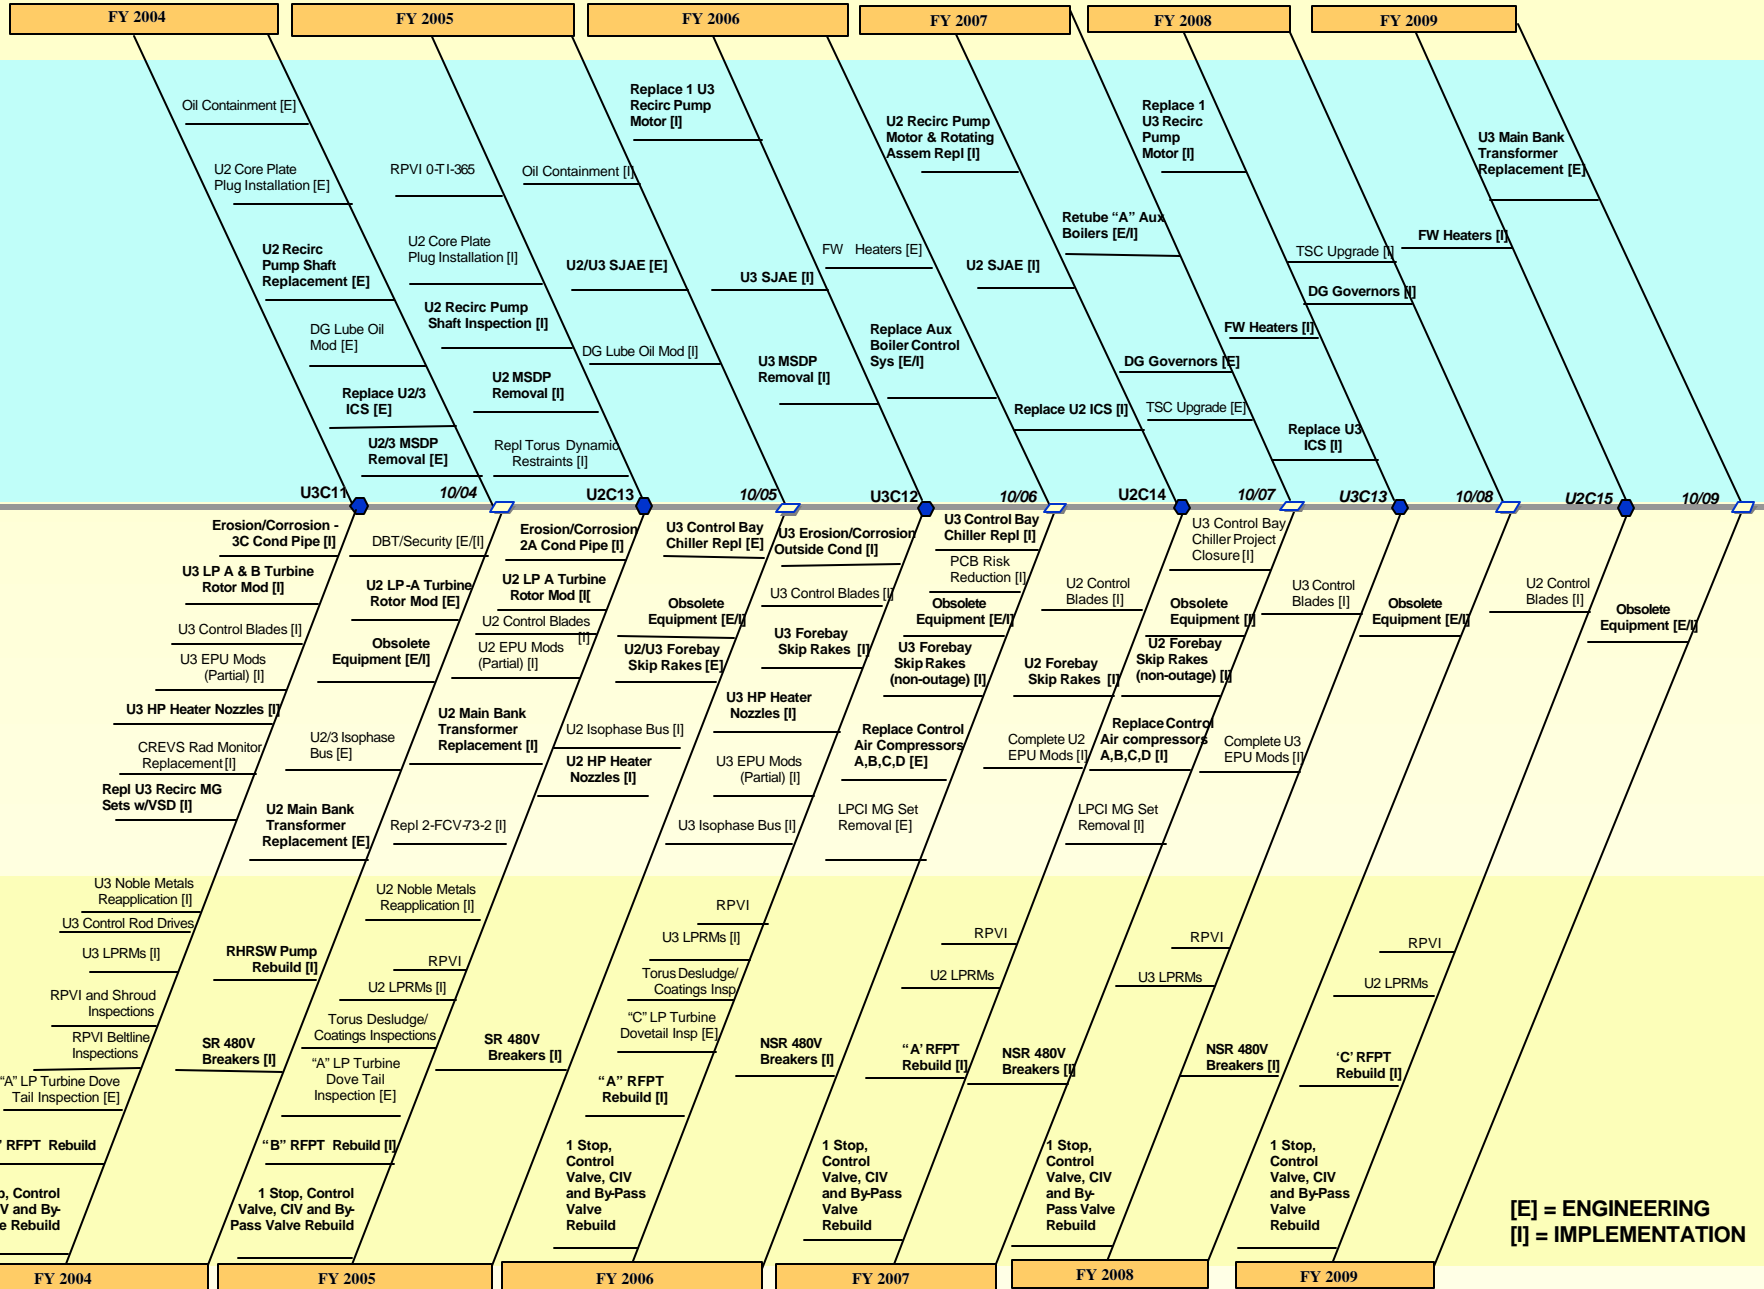 FY 2004
FY 2005
FY 2006
FY 2007
FY 2008
FY 2009
Oil Containment [E]
U2 Core Plate
Plug Installation [E]
U2 Recirc
Pump Shaft
Replacement [E]
DG Lube Oil
Mod [E]
Replace U2/3
ICS [E]
U2/3 MSDP
Removal [E]
RPVI 0-TI-365
U2 Core Plate
Plug Installation [I]
U2 Recirc Pump
Shaft Inspection [I]
U2 MSDP
Removal [I]
Repl Torus Dynamic
Restraints [I]
Oil Containment [I]
U2/U3 SJAE [E]
DG Lube Oil Mod [I]
Replace 1 U3
Recirc Pump
Motor [I]
U3 SJAE [I]
U3 MSDP
Removal [I]
FW Heaters [E]
Replace Aux
Boiler Control
Sys [E/I]
U2 Recirc Pump
Motor & Rotating
Assem Repl [I]
U2 SJAE [I]
Replace U2 ICS [I]
Retube “A” Aux
Boilers [E/I]
DG Governors [E]
TSC Upgrade [E]
Replace 1
U3 Recirc
Pump
Motor [I]
FW Heaters [I]
Replace U3
ICS [I]
TSC Upgrade [I]
DG Governors [I]
FW Heaters [I]
U3 Main Bank
Transformer
Replacement [E]
U3C11
10/04
U2C13
10/05
U3C12
10/06
U2C14
10/07
U3C13
10/08
U2C15
10/09
Erosion/Corrosion -
3C Cond Pipe [I]
U3 LP A & B Turbine
Rotor Mod [I]
U3 Control Blades [I]
U3 EPU Mods
(Partial) [I]
U3 HP Heater Nozzles [I]
CREVS Rad Monitor
Replacement [I]
Repl U3 Recirc MG
Sets w/VSD [I]
U3 Noble Metals
Reapplication [I]
U3 Control Rod Drives
U3 LPRMs [I]
RPVI and Shroud
Inspections
RPVI Beltline
Inspections
“A” LP Turbine Dove
Tail Inspection [E]
RFPT Rebuild
Control
and By-
Rebuild
DBT/Security [E/[I]
U2 LP-A Turbine
Rotor Mod [E]
Obsolete
Equipment [E/I]
U2/3 Isophase
Bus [E]
U2 Main Bank
Transformer
Replacement [E]
RHRSW Pump
Rebuild [I]
SR 480V
Breakers [I]
Erosion/Corrosion
2A Cond Pipe [I]
U2 LP A Turbine
Rotor Mod [I[
U2 Control Blades
[I]
U2 EPU Mods
(Partial) [I]
U2 Main Bank
Transformer
Replacement [I]
Repl 2-FCV-73-2 [I]
U2 Noble Metals
Reapplication [I]
RPVI
U2 LPRMs [I]
Torus Desludge/
Coatings Inspections
“A” LP Turbine
Dove Tail
Inspection [E]
“B” RFPT Rebuild [I]
1 Stop, Control
Valve, CIV and By-
Pass Valve Rebuild
U3 Control Bay
Chiller Repl [E]
Obsolete
Equipment [E/I]
U2/U3 Forebay
Skip Rakes [E]
U2 Isophase Bus [I]
U2 HP Heater
Nozzles [I]
SR 480V
Breakers [I]
U3 Erosion/Corrosion
Outside Cond [I]
U3 Control Blades [I]
U3 Forebay
Skip Rakes [I]
U3 HP Heater
Nozzles [I]
U3 EPU Mods
(Partial) [I]
U3 Isophase Bus [I]
RPVI
U3 LPRMs [I]
Torus Desludge/
Coatings Insp
“C” LP Turbine
Dovetail Insp [E]
“A” RFPT
Rebuild [I]
1 Stop,
Control
Valve, CIV
and By-Pass
Valve
Rebuild
U3 Control Bay
Chiller Repl [I]
PCB Risk
Reduction [I]
Obsolete
Equipment [E/I]
U3 Forebay
Skip Rakes
(non-outage) [I]
Replace Control
Air Compressors
A,B,C,D [E]
LPCI MG Set
Removal [E]
NSR 480V
Breakers [I]
U2 Control
Blades [I]
U2 Forebay
Skip Rakes [I]
Complete U2
EPU Mods [I]
RPVI
U2 LPRMs
“A’ RFPT
Rebuild [I]
1 Stop,
Control
Valve, CIV
and By-Pass
Valve
Rebuild
U3 Control Bay
Chiller Project
Closure [I]
Obsolete
Equipment [I]
U2 Forebay
Skip Rakes
(non-outage) [I]
Replace Control
Air compressors
A,B,C,D [I]
LPCI MG Set
Removal [I]
NSR 480V
Breakers [I]
U3 Control
Blades [I]
Complete U3
EPU Mods [I]
RPVI
U3 LPRMs
1 Stop,
Control
Valve, CIV
and By-
Pass Valve
Rebuild
Obsolete
Equipment [E/I]
NSR 480V
Breakers [I]
U2 Control
Blades [I]
RPVI
U2 LPRMs
‘C’ RFPT
Rebuild [I]
1 Stop,
Control
Valve, CIV
and By-Pass
Valve
Rebuild
Obsolete
Equipment [E/I]
[E] = ENGINEERING
[I] = IMPLEMENTATION
FY 2004
FY 2005
FY 2006
FY 2007
FY 2008
FY 2009